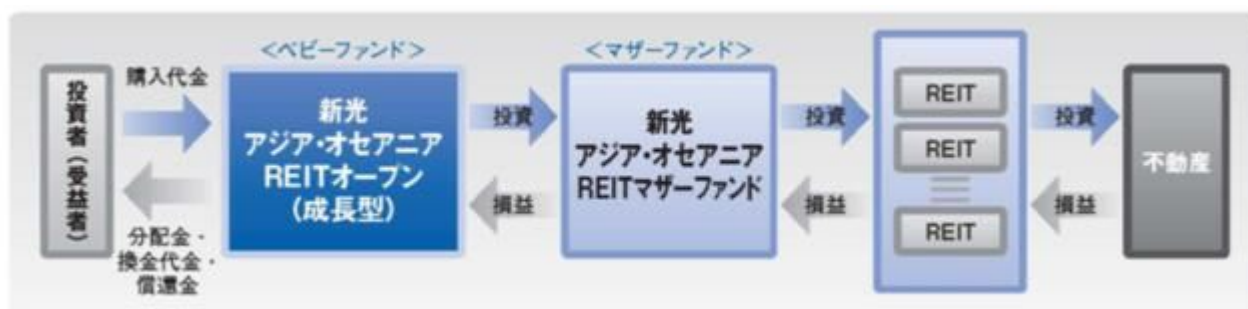 <ベビーファンド>
<マザーファンド>
投資者(受益者)
購入代金
分配金・
換金代金・
償還金
新光
アジア・オセアニア
REITオープン
(成長型)
投資
損益
新光
アジア・オセアニア
REITマザーファンド
投資
損益
REIT
REIT
REIT
投資
損益
不動産